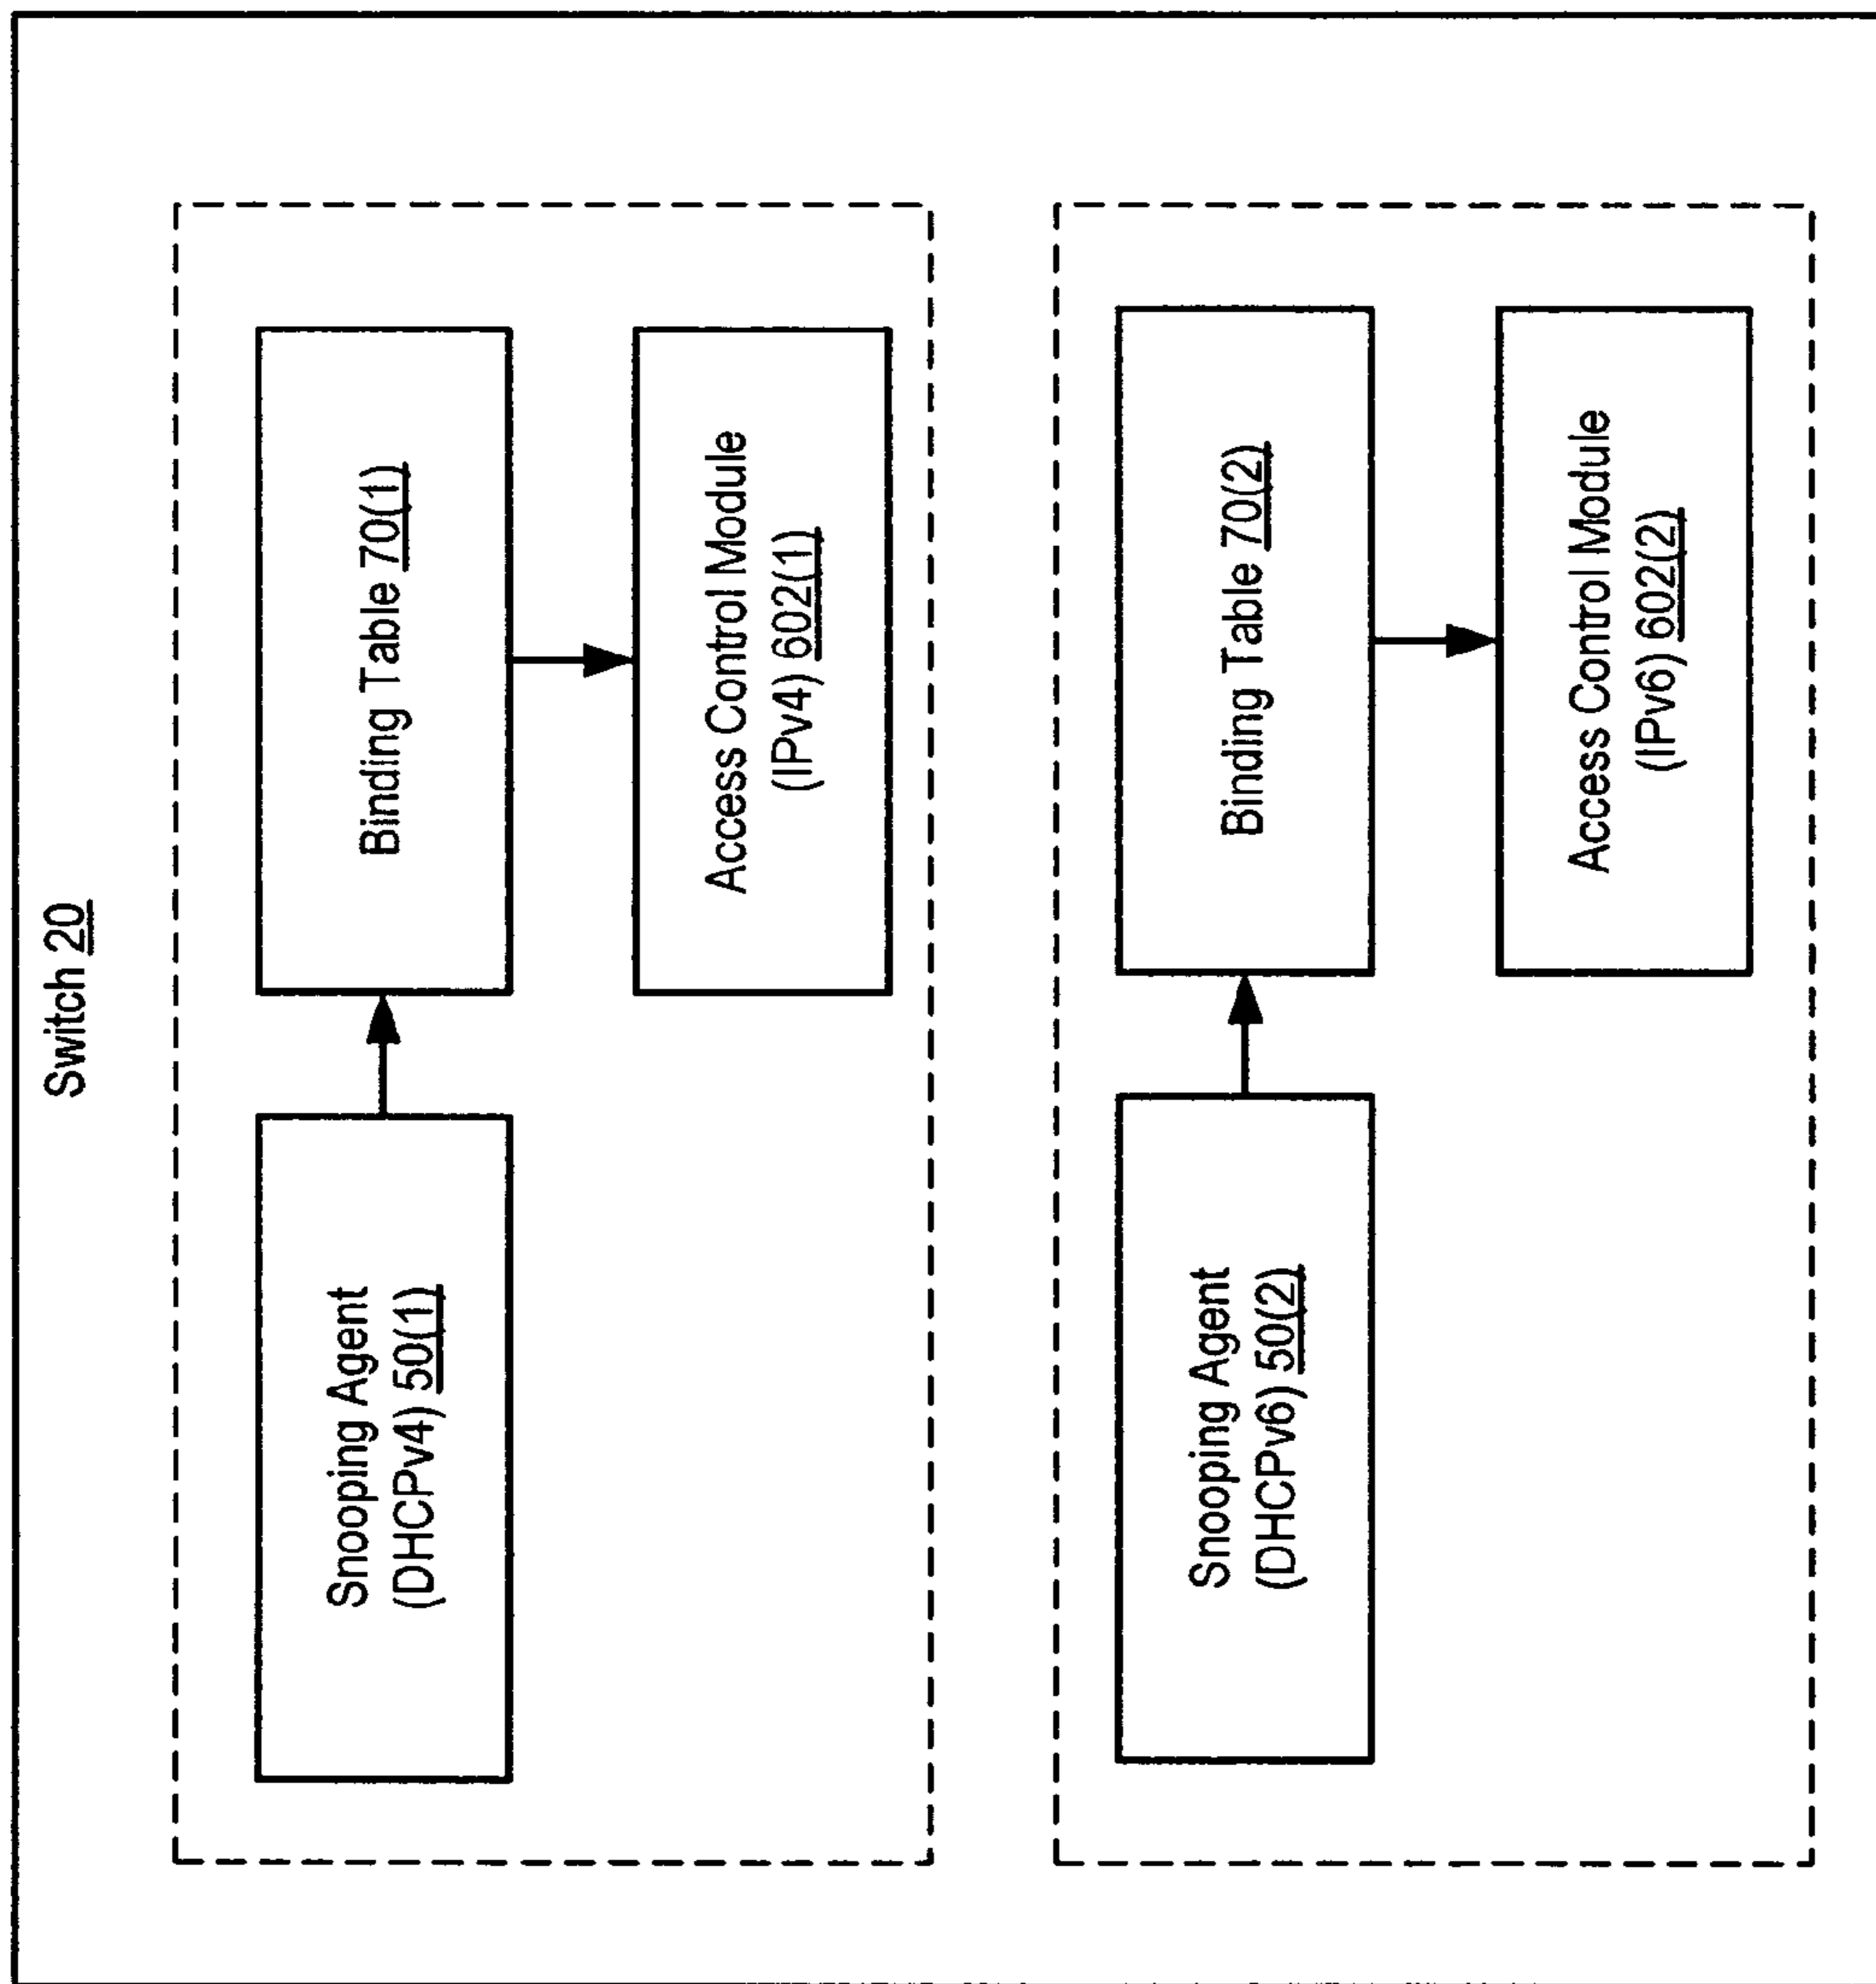 Switch 20
Snooping Agent
(DHCPv4) 50(1)
Binding Table 70(1)
Access Control Module
(IPv4) 602(1)
Snooping Agent
(DHCPv6) 50(2)
Binding Table 70(2)
Access Control Module
(IPv6) 602(2)